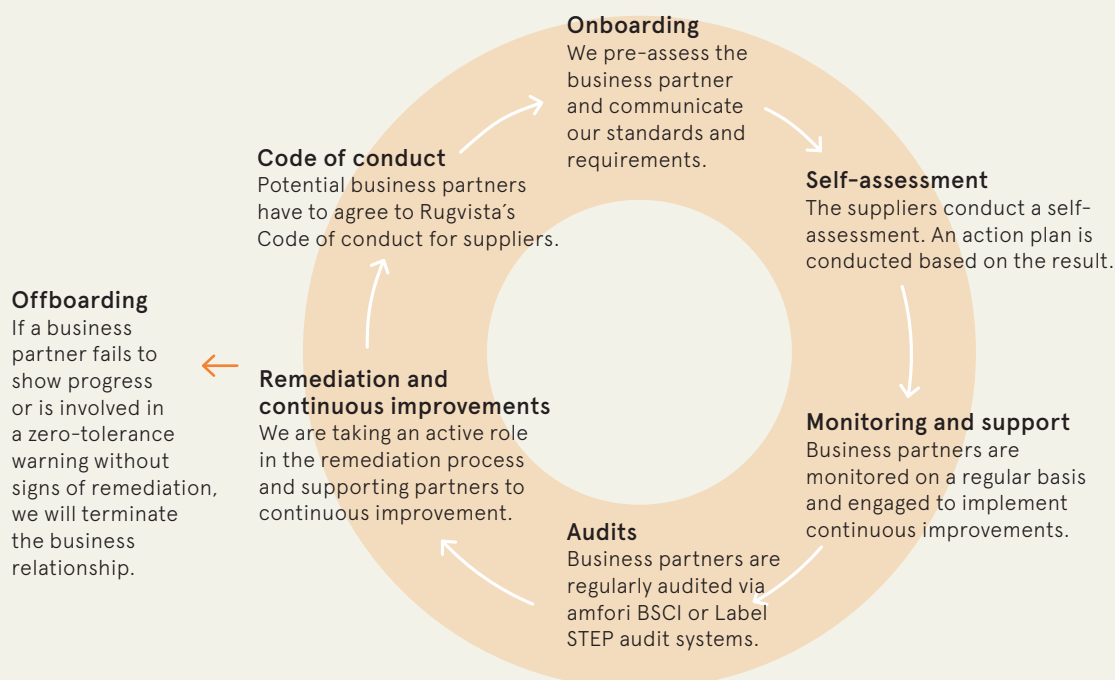 Onboarding
We pre-assess the
business partner
and communicate
our standards and
requirements.
Self-assessment
The suppliers conduct a self-
assessment. An action plan is
conducted based on the result.
Monitoring and support
Business partners are
monitored on a regular basis
and engaged to implement
continuous improvements.
Audits
Business partners are
regularly audited via
amfori BSCI or Label
STEP audit systems.
Remediation and
continuous improvements
We are taking an active role
in the remediation process
and supporting partners to
continuous improvement.
Code of conduct
Potential business partners
have to agree to Rugvista´s
Code of conduct for suppliers.
Offboarding
If a business
partner fails to
show progress
or is involved in
a zero-tolerance
warning without
signs of remediation,
we will terminate
the business
relationship.